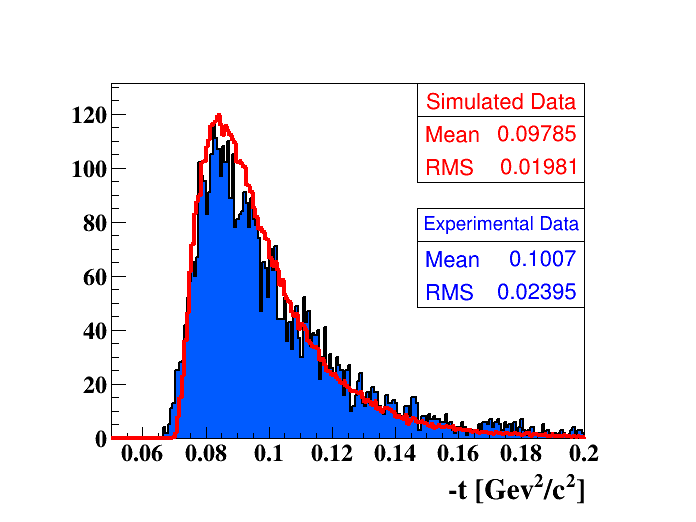 120
100
80
60
40
20
0
0.06 0.08 0.1 0.12 0.14 0.16 0.18 0.2
-t [Gev²/c²]
Simulated Data
Mean 0.09785
RMS 0.01981
Experimental Data
Mean 0.1007
RMS 0.02395